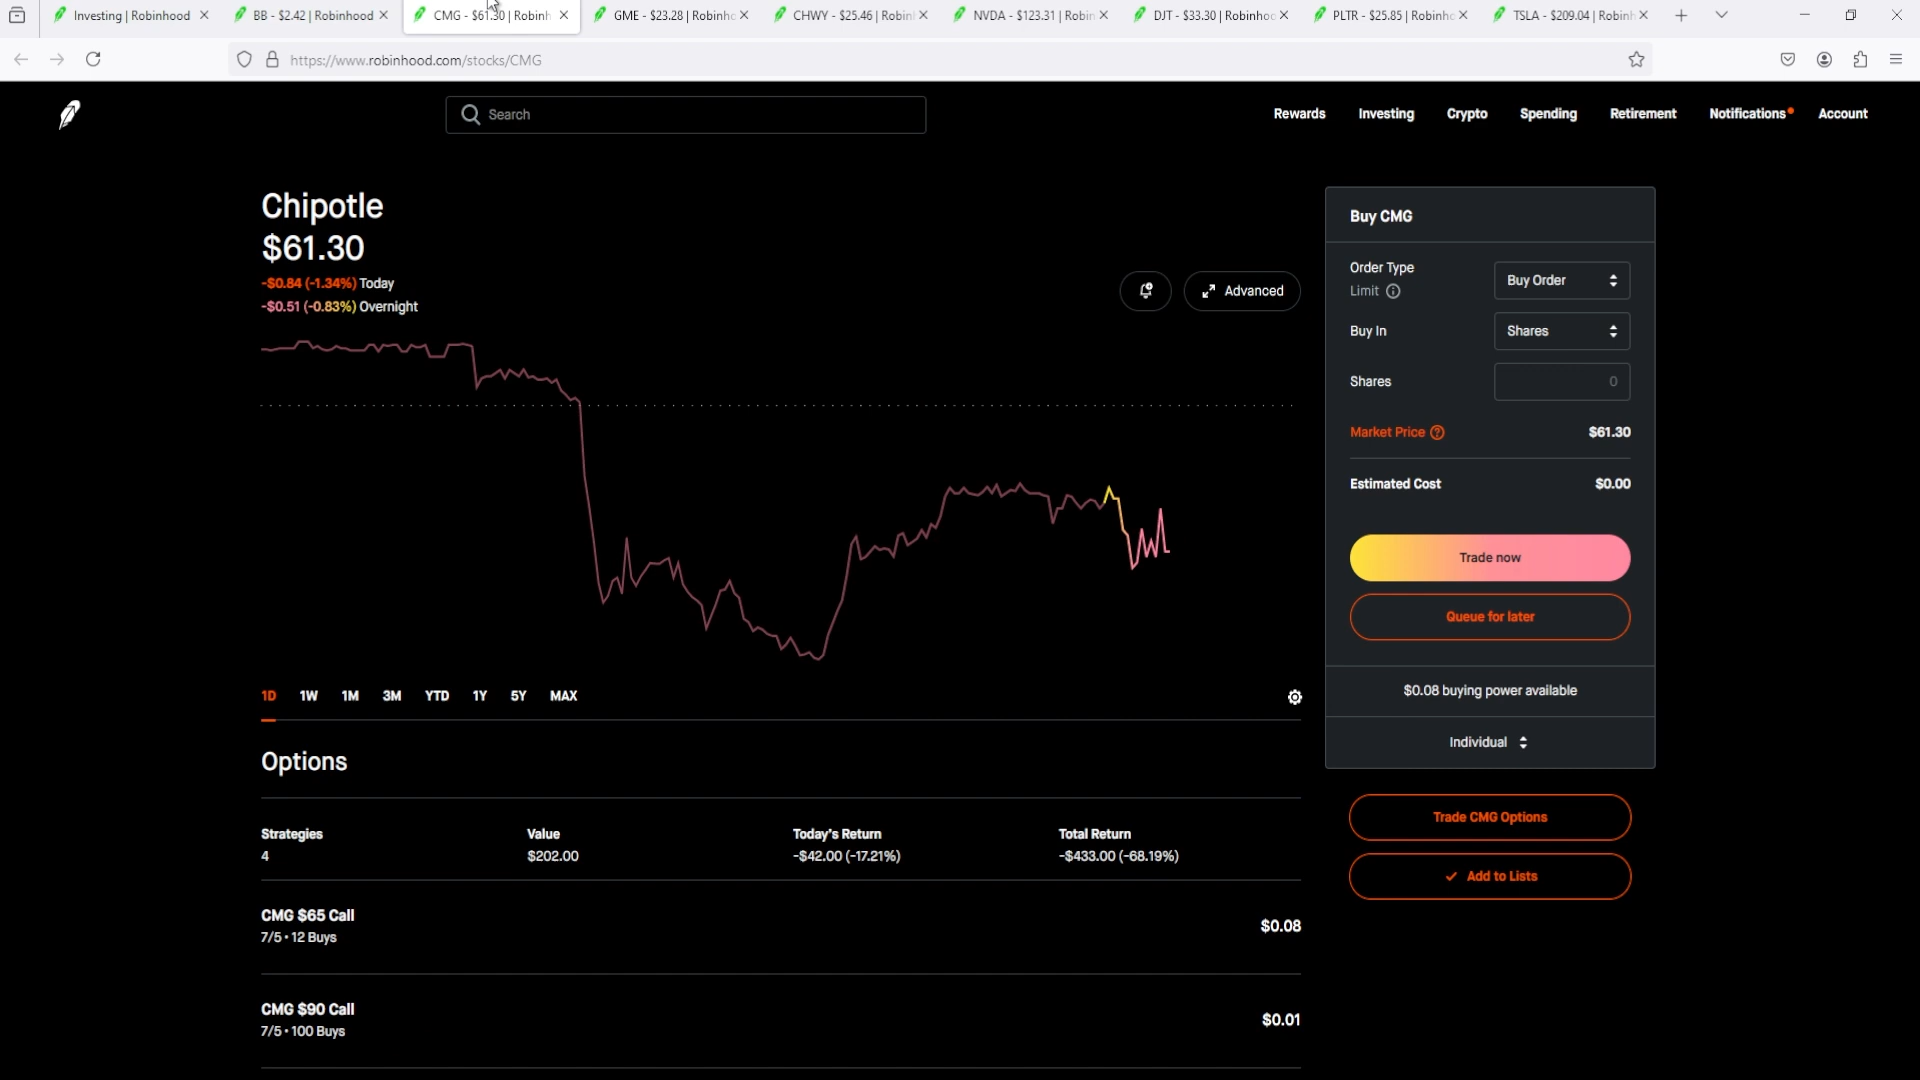 Investing | Robinhood
BB - $2.42 | Robinhood
CMG - $61.30 | Robinh
GME - $23.28 | Robinho
CHWY - $25.46 | Robin
NVDA - $123.31 | Robin
DJT - $33.30 | Robinhoo
PLTR - $25.85 | Robinho
TSLA - $209.04 | Robinh
https://www.robinhood.com/stocks/CMG
Search
Rewards
Investing
Crypto
Spending
Retirement
Notifications
Account
Chipotle
$61.30
-$0.84 (-1.34%) Today
-$0.51 (-0.83%) Overnight
Advanced
1D 1W 1M 3M YTD 1Y 5Y MAX
Options
Strategies Value Today's Return Total Return
4 $202.00 -$42.00 (-17.21%) -$433.00 (-68.19%)
CMG $65 Call
7/5 • 12 Buys
$0.08
CMG $90 Call
7/5 • 100 Buys
$0.01
Buy CMG
Order Type
Limit
Buy Order
Buy In Shares
Shares 0
Market Price $61.30
Estimated Cost $0.00
Trade now
Queue for later
$0.08 buying power available
Individual
Trade CMG Options
Add to Lists